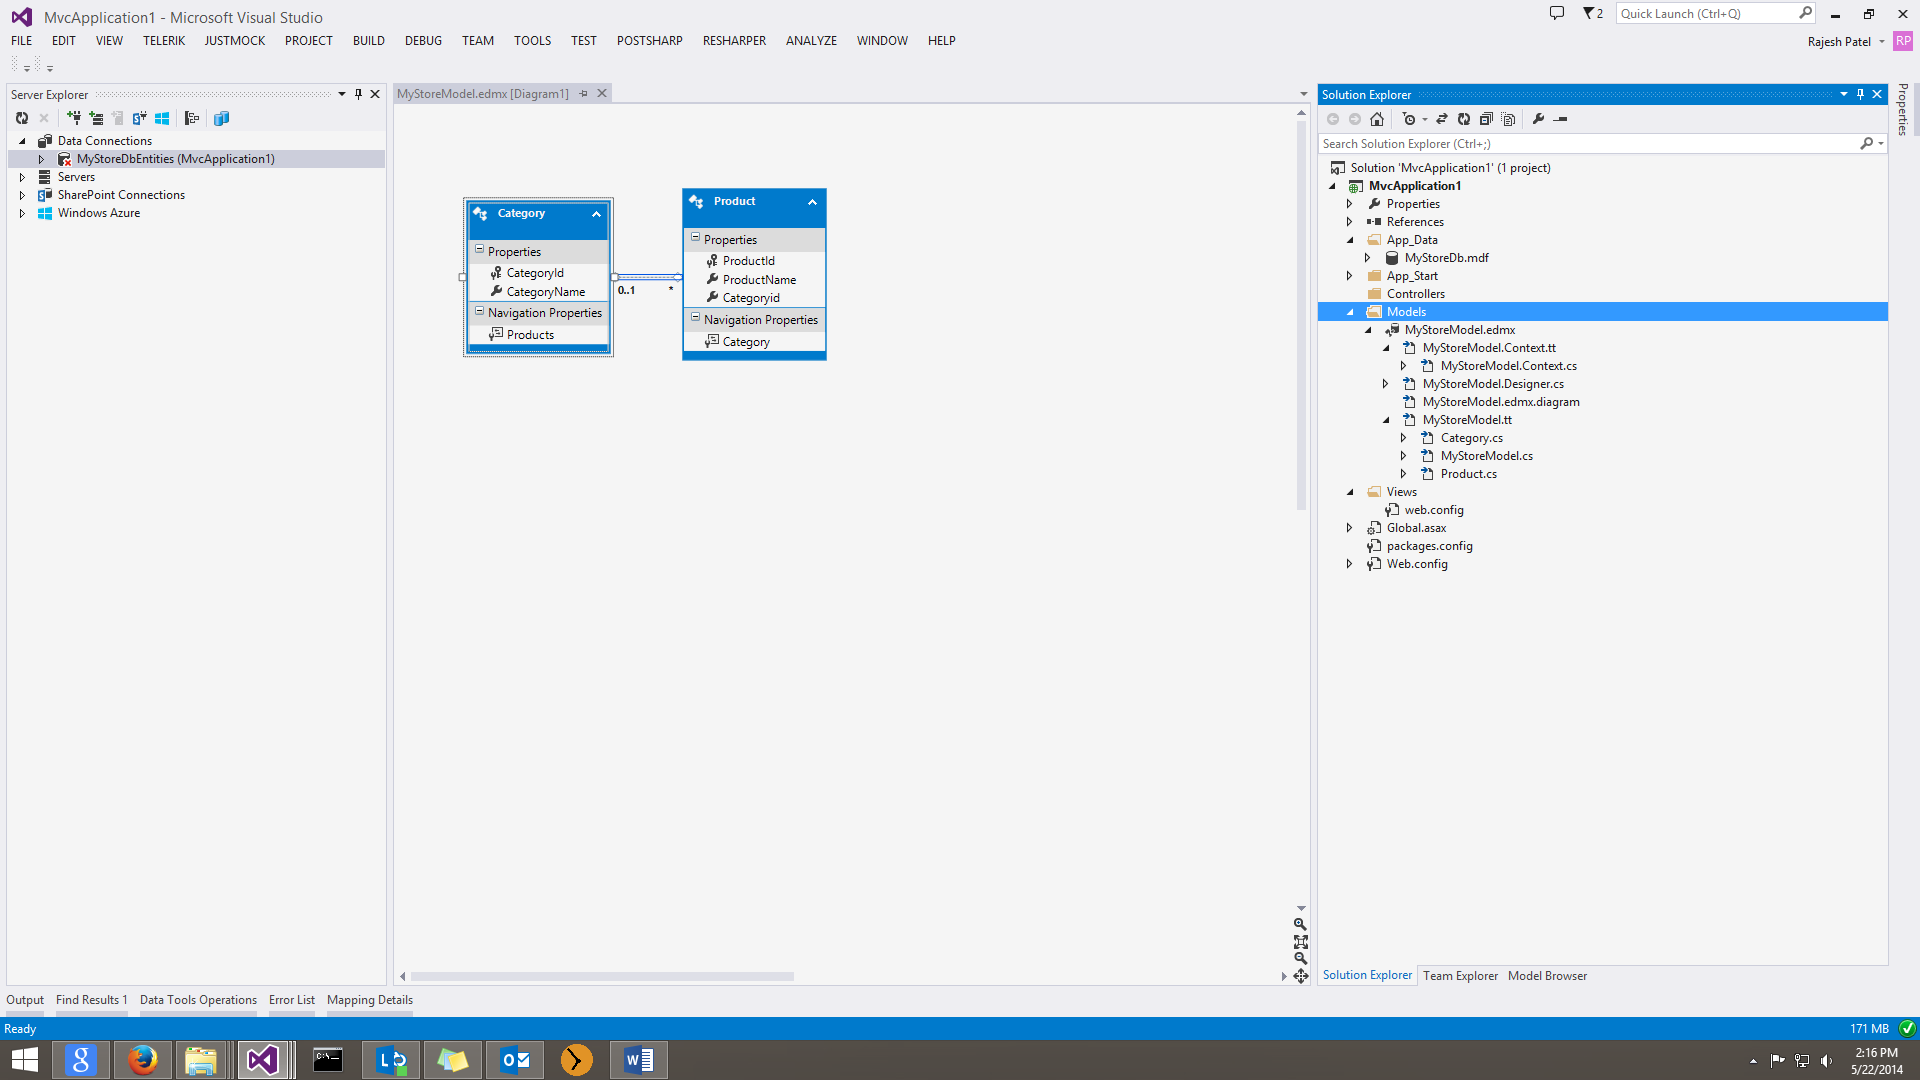 MvcApplication1 - Microsoft Visual Studio
2
Quick Launch (Ctrl+Q)
FILE EDIT VIEW TELERIK JUSTMOCK PROJECT BUILD DEBUG TEAM TOOLS TEST POSTSHARP RESHARPER ANALYZE WINDOW HELP
Rajesh Patel RP
Server Explorer
Data Connections
MyStoreDbEntities (MvcApplication1)
Servers
SharePoint Connections
Windows Azure
MyStoreModel.edmx [Diagram1]
Category
Properties
CategoryId
CategoryName
Navigation Properties
Products
0..1 *
Product
Properties
ProductId
ProductName
Categoryid
Navigation Properties
Category
Solution Explorer
Search Solution Explorer (Ctrl+;)
Solution 'MvcApplication1' (1 project)
MvcApplication1
Properties
References
App_Data
MyStoreDb.mdf
App_Start
Controllers
Models
MyStoreModel.edmx
MyStoreModel.Context.tt
MyStoreModel.Context.cs
MyStoreModel.Designer.cs
MyStoreModel.edmx.diagram
MyStoreModel.tt
Category.cs
MyStoreModel.cs
Product.cs
Views
web.config
Global.asax
packages.config
Web.config
Solution Explorer Team Explorer Model Browser
Properties
Output Find Results 1 Data Tools Operations Error List Mapping Details
Ready
171 MB
2:16 PM
5/22/2014